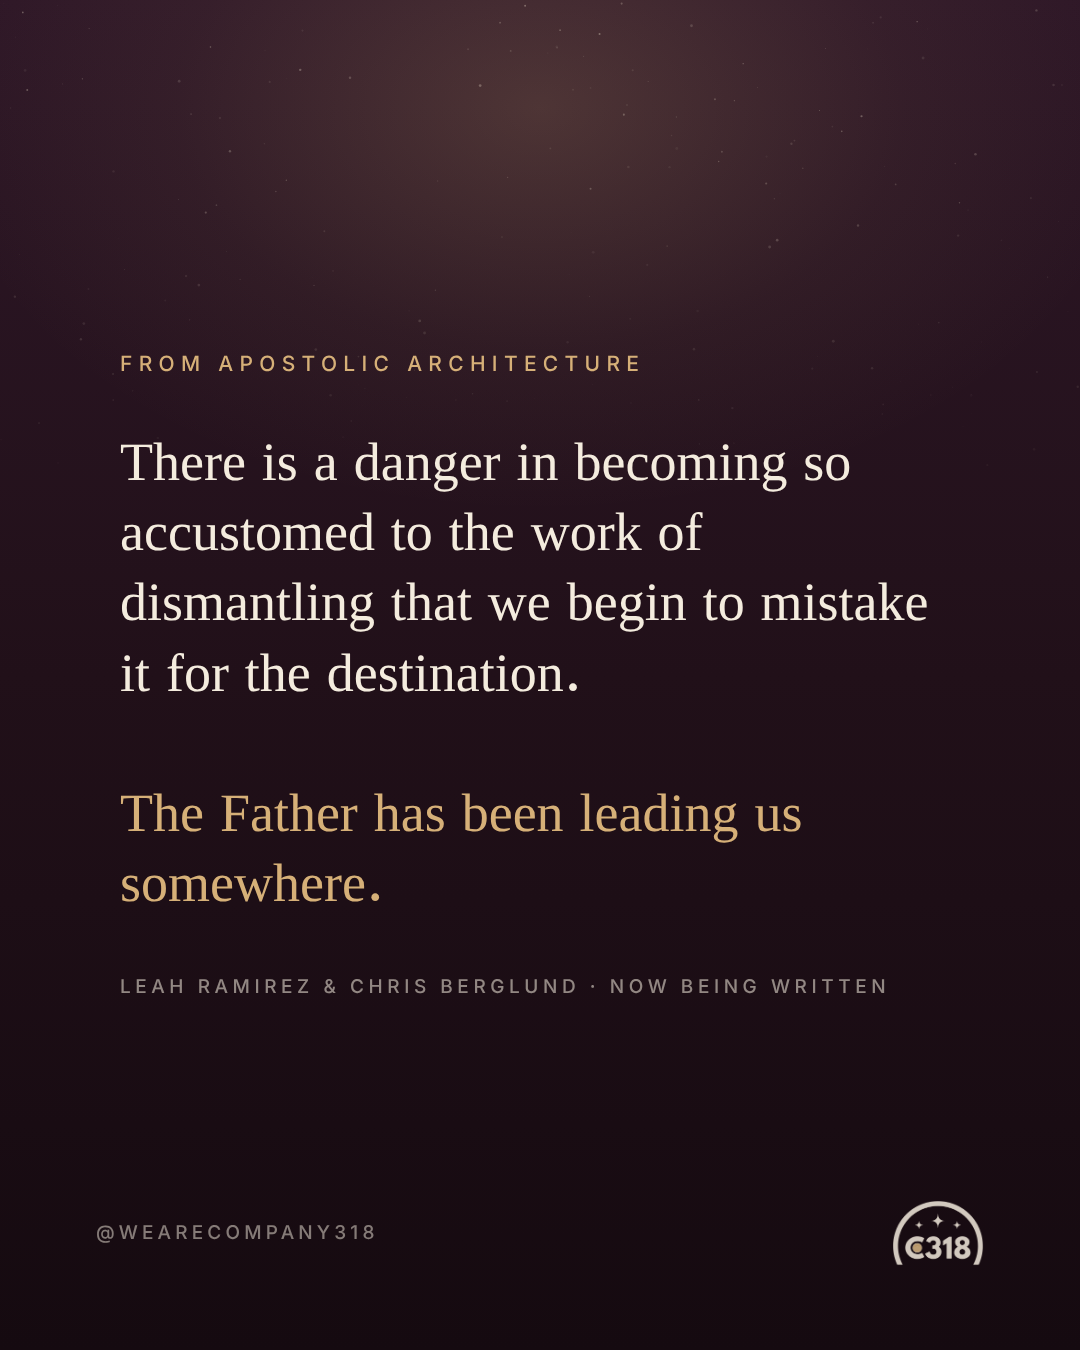 FROM APOSTOLIC ARCHITECTURE
There is a danger in becoming so
accustomed to the work of
dismantling that we begin to mistake
it for the destination.
The Father has been leading us
somewhere.
LEAH RAMIREZ & CHRIS BERGLUND · NOW BEING WRITTEN
@WEARECOMPANY318
C318